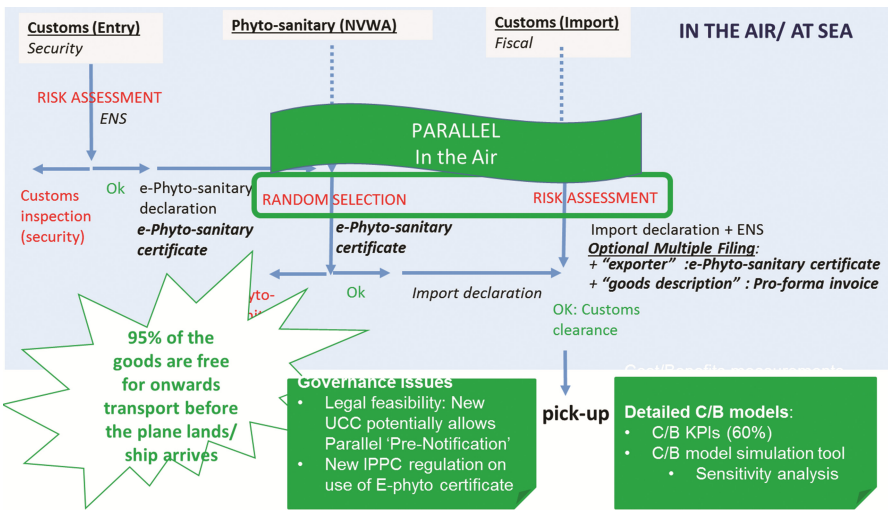 Customs (Entry)
Security
Phyto-sanitary (NVWA)
Customs (Import)
Fiscal
IN THE AIR/ AT SEA
RISK ASSESSMENT
ENS
PARALLEL
In the Air
Customs
inspection
(security)
Ok
e-Phyto-sanitary
declaration
e-Phyto-sanitary
certificate
RANDOM SELECTION
RISK ASSESSMENT
e-Phyto-sanitary
certificate
Import declaration + ENS
Optional Multiple Filing:
+ “exporter” :e-Phyto-sanitary certificate
+ “goods description” : Pro-forma invoice
Ok
Import declaration
OK: Customs
clearance
95% of the
goods are free
for onwards
transport before
the plane lands/
ship arrives
Governance issues
• Legal feasibility: New
UCC potentially allows
Parallel ‘Pre-Notification’
• New IPPC regulation on
use of E-phyto certificate
pick-up
Detailed C/B models:
• C/B KPIs (60%)
• C/B model simulation tool
• Sensitivity analysis